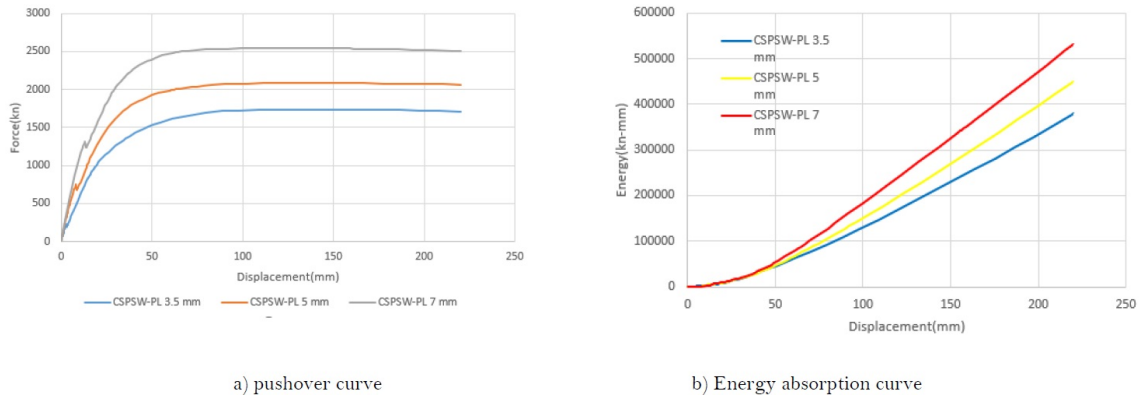 3000
2500
2000
1500
1000
500
0
Force(kn)
0 50 100 150 200 250
Displacement(mm)
CSPSW-PL 3.5 mm CSPSW-PL 5 mm CSPSW-PL 7 mm
a) pushover curve
600000
500000
400000
300000
200000
100000
0
Energy(kn-mm)
CSPSW-PL 3.5
mm
CSPSW-PL 5
mm
CSPSW-PL 7
mm
0 50 100 150 200 250
Displacement(mm)
b) Energy absorption curve